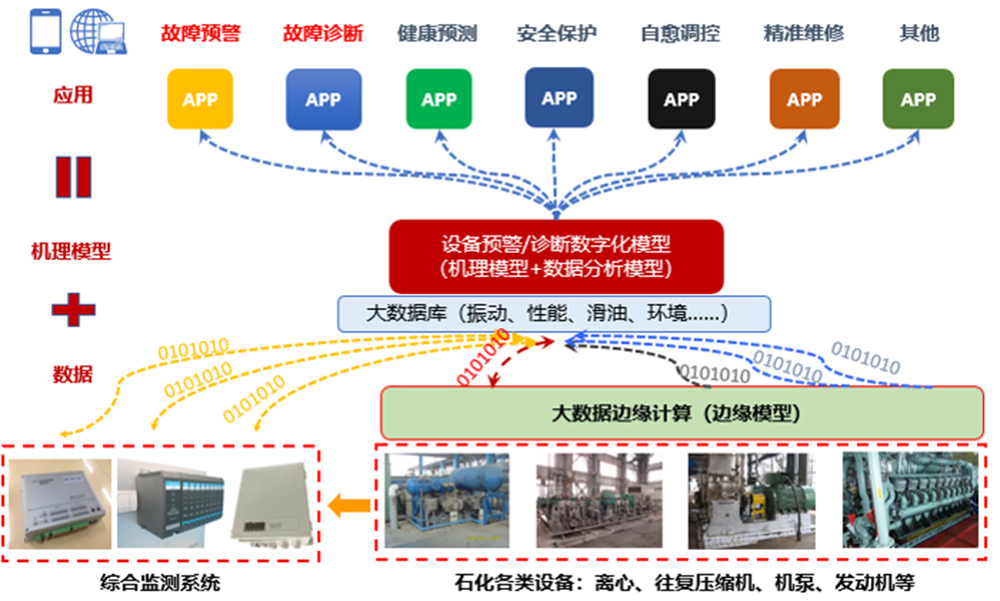 故障预警 故障诊断 健康预测 安全保护 自愈调控 精准维修 其他
应用
APP APP APP APP APP APP APP
机理模型
设备预警/诊断数字化模型
（机理模型+数据分析模型）
大数据库（振动、性能、滑油、环境......）
数据
0101010
0101010
0101010
0101010
0101010
0101010
0101010
大数据边缘计算（边缘模型）
综合监测系统
石化各类设备：离心、往复压缩机、机泵、发动机等